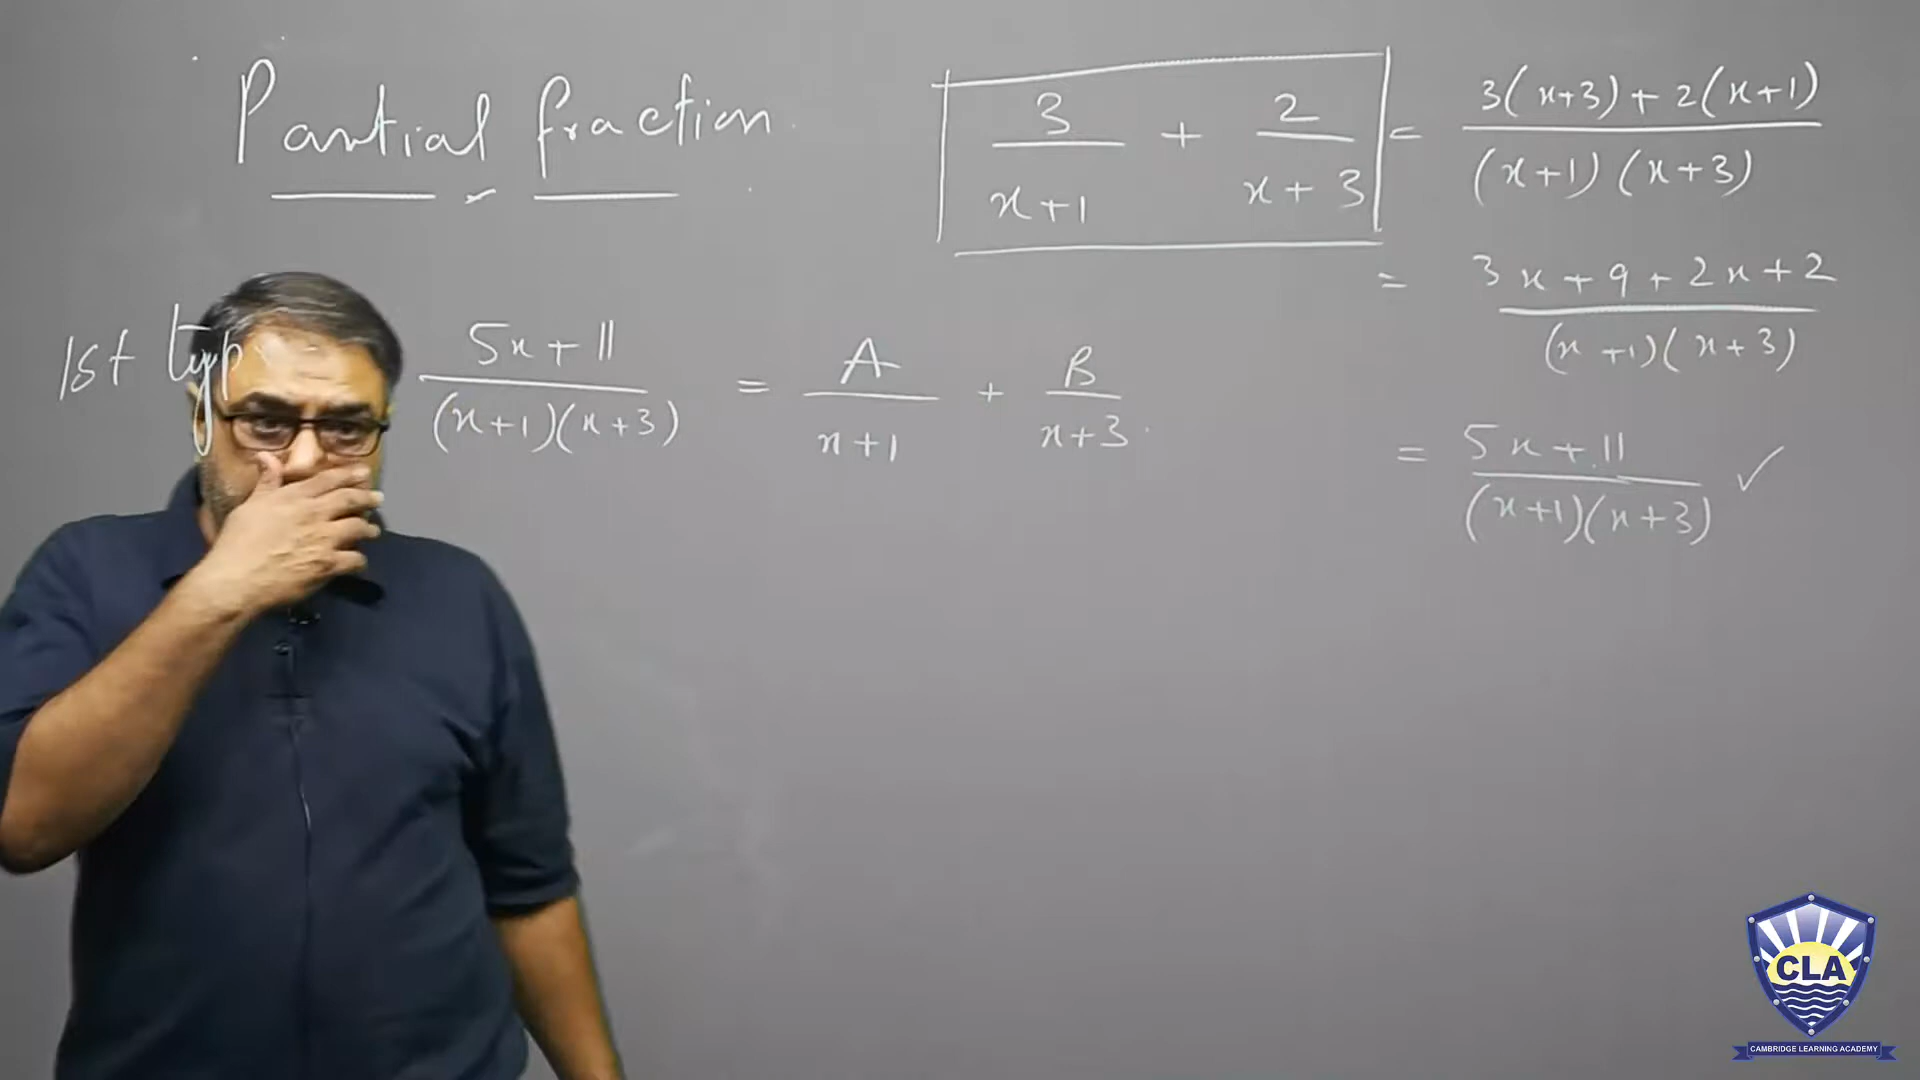 Partial fraction
3/(x+1) + 2/(x+3) = (3(x+3) + 2(x+1))/((x+1)(x+3))
= (3x + 9 + 2x + 2)/((x+1)(x+3))
= (5x + 11)/((x+1)(x+3)) ✓
1st typ
(5x + 11)/((x+1)(x+3)) = A/(x+1) + B/(x+3)
CLA
CAMBRIDGE LEARNING ACADEMY